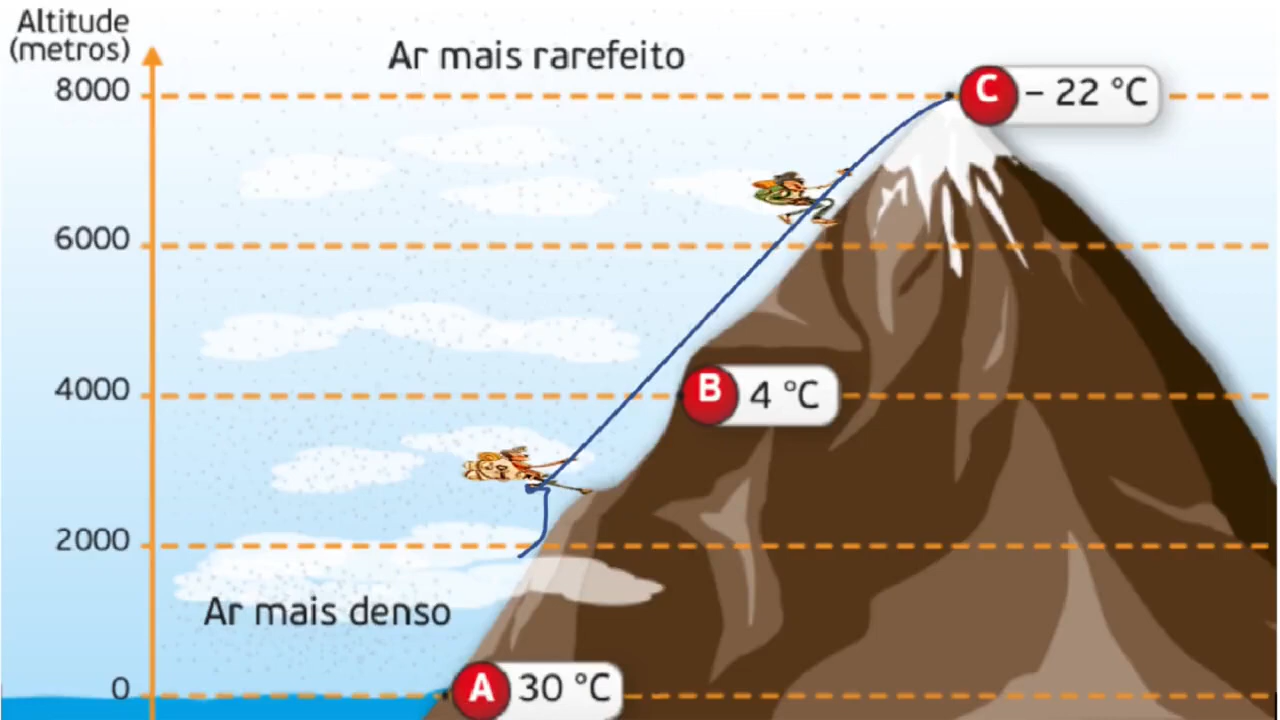 Altitude
(metros)
Ar mais rarefeito
8000
C – 22 °C
6000
4000
B 4 °C
2000
Ar mais denso
0
A 30 °C